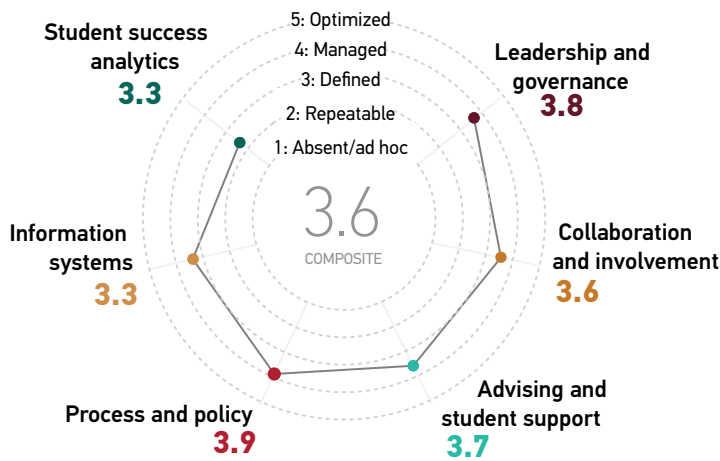 5: Optimized
4: Managed
3: Defined
2: Repeatable
1: Absent/ad hoc
3.6
COMPOSITE
Student success
analytics
3.3
Leadership and
governance
3.8
Information
systems
3.3
Collaboration
and involvement
3.6
Process and policy
3.9
Advising and
student support
3.7